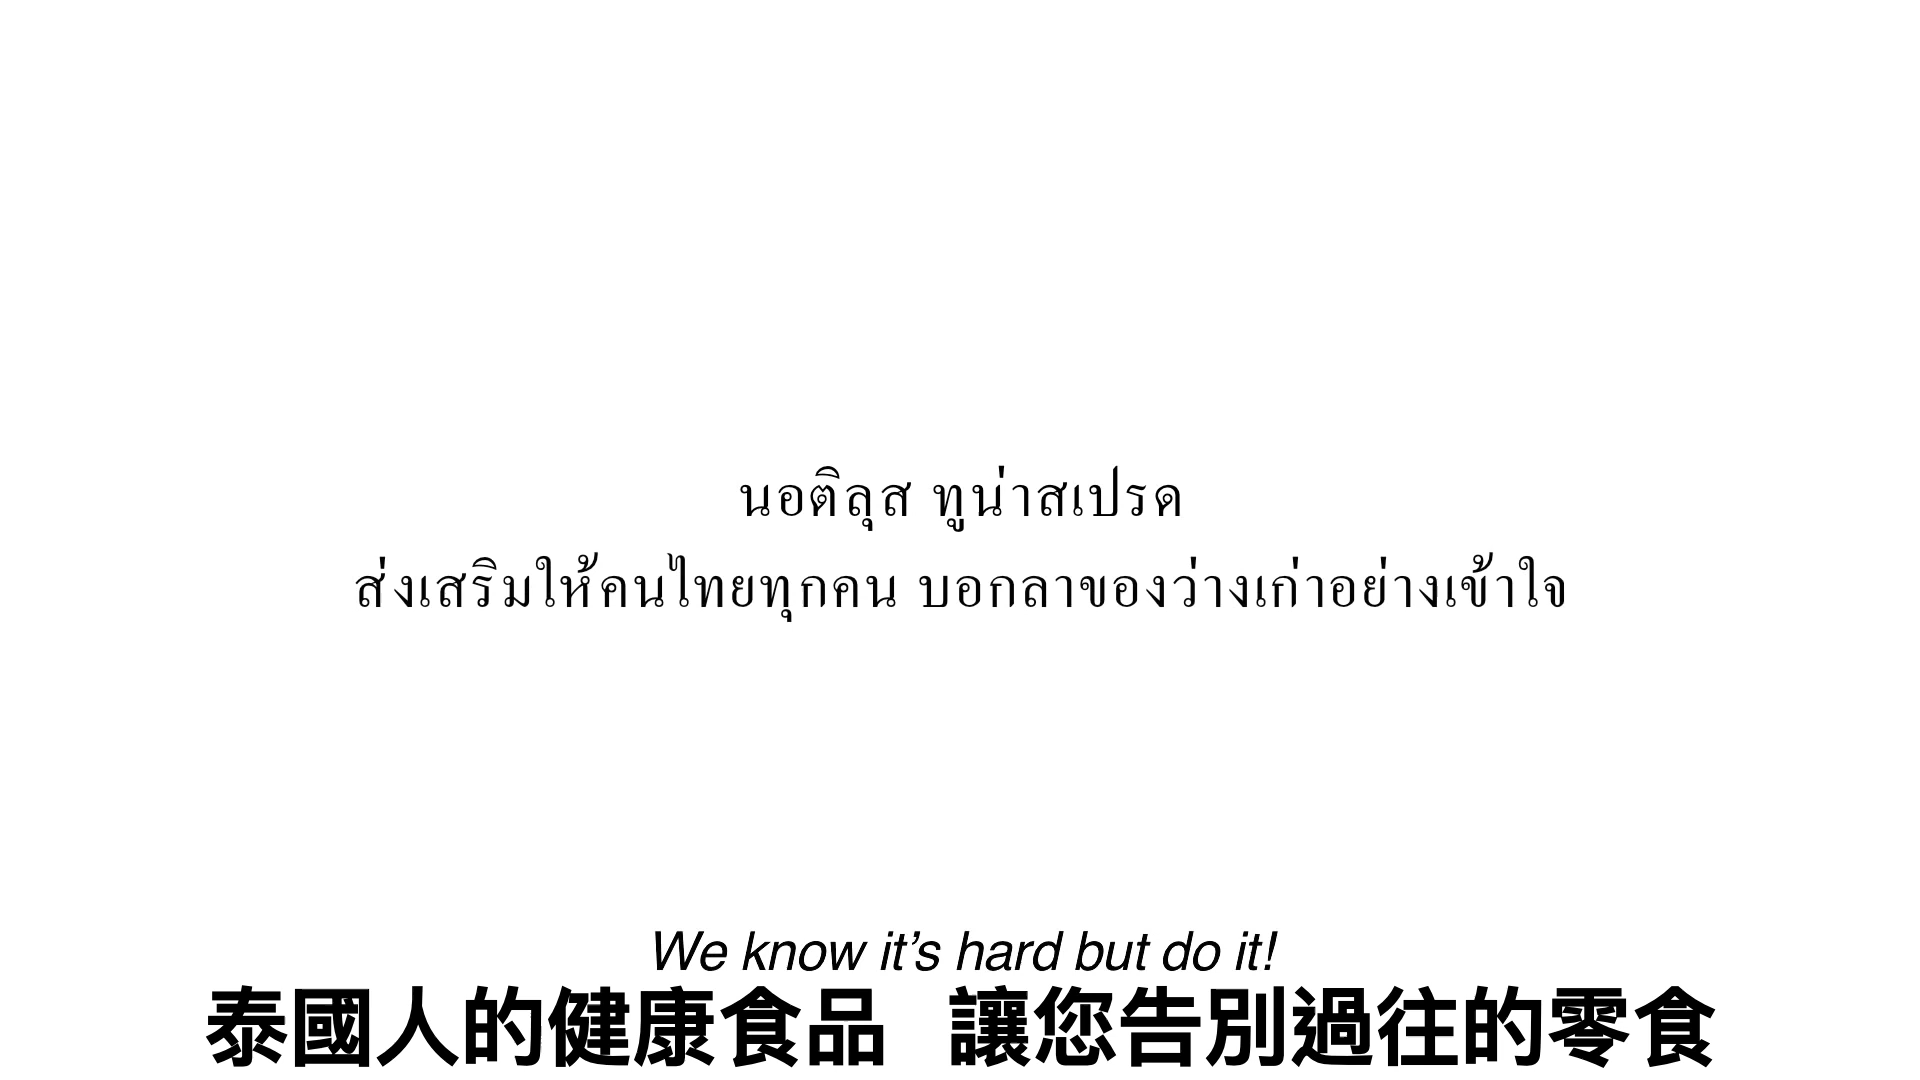 นอติลุส ทูน่าสเปรด
ส่งเสริมให้คนไทยทุกคน บอกลาของว่างเก่าอย่างเข้าใจ
We know it’s hard but do it!
泰國人的健康食品 讓您告別過往的零食